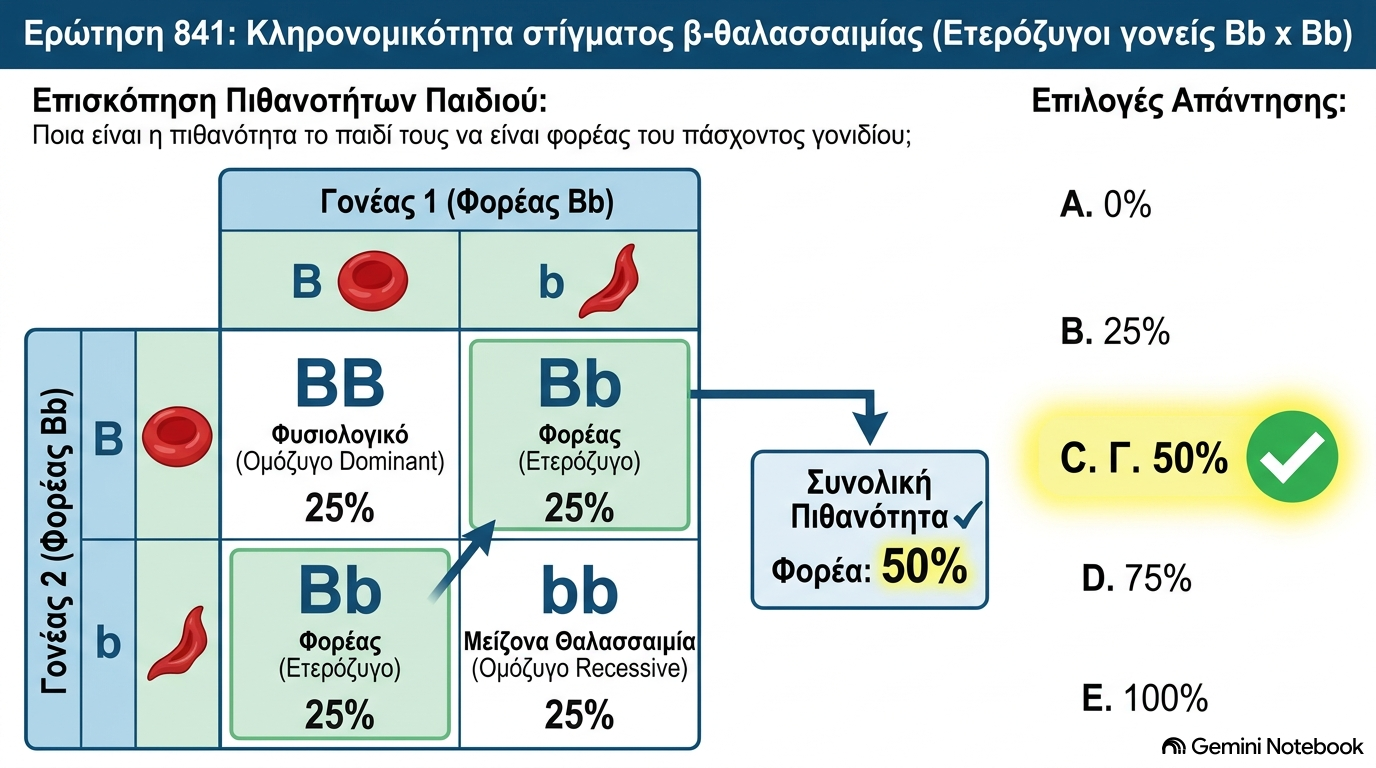 Ερώτηση 841: Κληρονομικότητα στίγματος β-θαλασσαιμίας (Ετερόζυγοι γονείς Bb x Bb)
Επισκόπηση Πιθανοτήτων Παιδιού:
Ποια είναι η πιθανότητα το παιδί τους να είναι φορέας του πάσχοντος γονιδίου;
Γονέας 1 (Φορέας Bb)
B
b
Γονέας 2 (Φορέας Bb)
B
BB
Φυσιολογικό
(Ομόζυγο Dominant)
25%
Bb
Φορέας
(Ετερόζυγο)
25%
b
Bb
Φορέας
(Ετερόζυγο)
25%
bb
Μείζονα Θαλασσαιμία
(Ομόζυγο Recessive)
25%
Συνολική
Πιθανότητα
Φορέα: 50%
Επιλογές Απάντησης:
A. 0%
B. 25%
C. Γ. 50%
D. 75%
E. 100%
Gemini Notebook